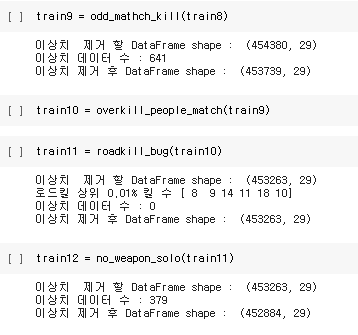 [ ] train9 = odd_mathch_kill(train8)
이상치 제거 할 DataFrame shape : (454380, 29)
이상치 데이터 수 : 641
이상치 제거 후 DataFrame shape : (453739, 29)
[ ] train10 = overkill_people_match(train9)
[ ] train11 = roadkill_bug(train10)
이상치 제거 할 DataFrame shape : (453263, 29)
로드킬 상위 0.01% 킬 수 [ 8 9 14 11 18 10]
이상치 데이터 수 : 0
이상치 제거 후 DataFrame shape : (453263, 29)
[ ] train12 = no_weapon_solo(train11)
이상치 제거 할 DataFrame shape : (453263, 29)
이상치 데이터 수 : 379
이상치 제거 후 DataFrame shape : (452884, 29)